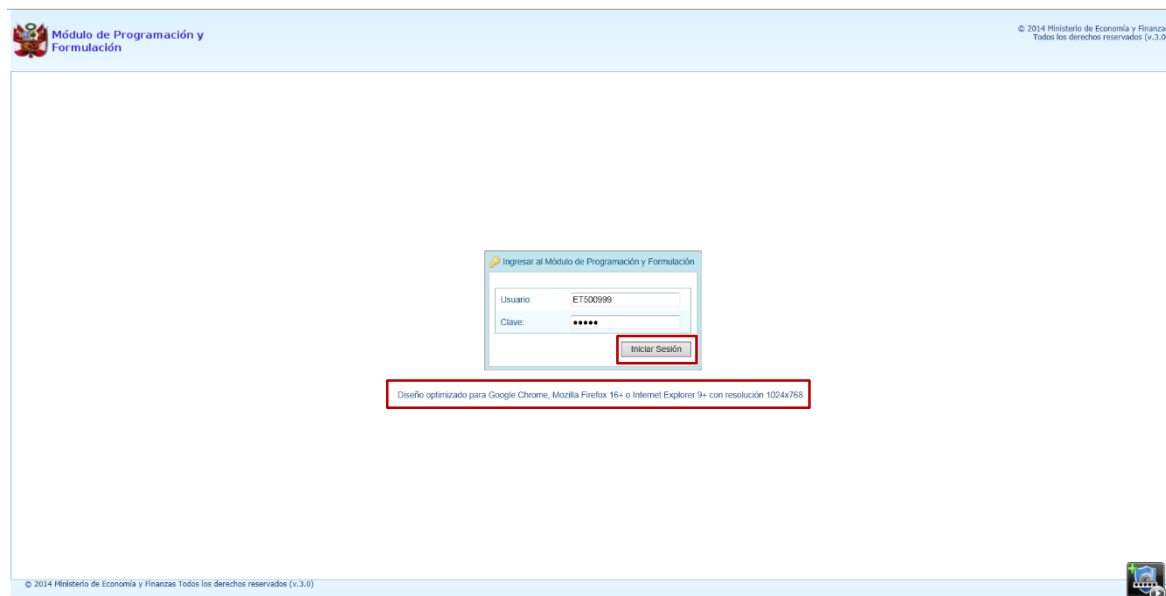 Módulo de Programación y
Formulación
© 2014 Ministerio de Economía y Finanza
Todos los derechos reservados (v.3.0
Ingresar al Módulo de Programación y Formulación
Usuario:
ET500999
Clave:
•••••
Iniciar Sesión
Diseño optimizado para Google Chrome, Mozilla Firefox 16+ o Internet Explorer 9+ con resolución 1024x768
© 2014 Ministerio de Economía y Finanzas Todos los derechos reservados (v.3.0)